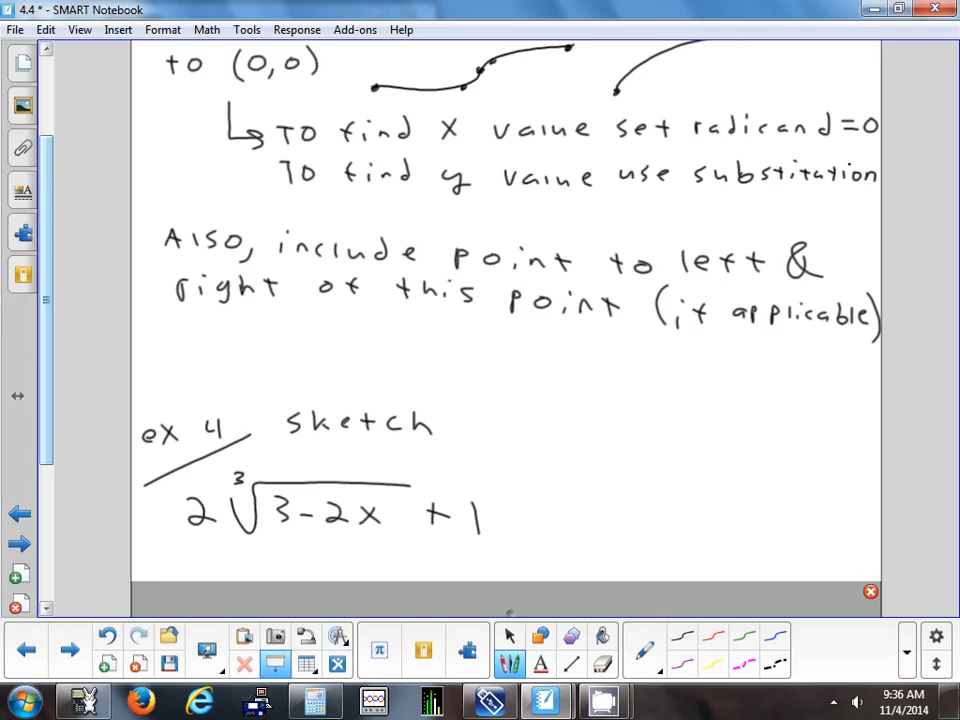 4.4 * - SMART Notebook
File Edit View Insert Format Math Tools Response Add-ons Help
to (0,0)
To find x value set radicand=0
To find y value use substitation
Also, include point to left &
right of this point (if applicable)
ex 4 sketch
2 ∛(3-2x) + 1
9:36 AM
11/4/2014